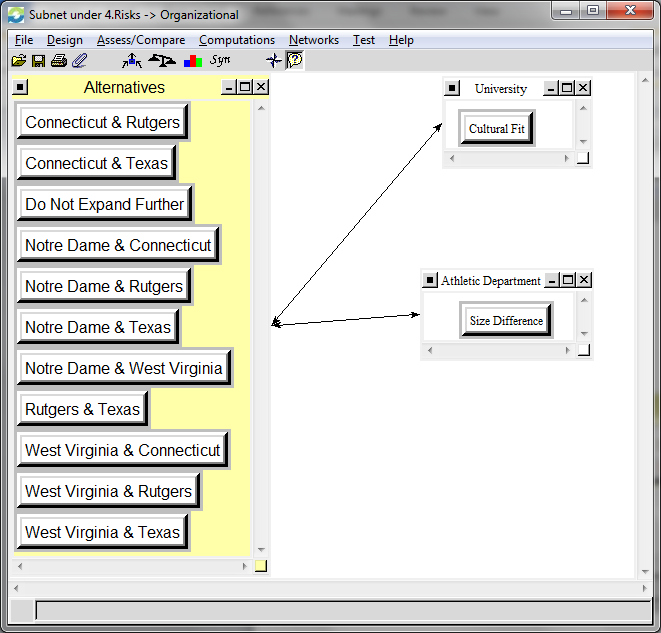 Subnet under 4.Risks -> Organizational
File Design Assess/Compare Computations Networks Test Help
Syn
Alternatives
Connecticut & Rutgers
Connecticut & Texas
Do Not Expand Further
Notre Dame & Connecticut
Notre Dame & Rutgers
Notre Dame & Texas
Notre Dame & West Virginia
Rutgers & Texas
West Virginia & Connecticut
West Virginia & Rutgers
West Virginia & Texas
University
Cultural Fit
Athletic Department
Size Difference